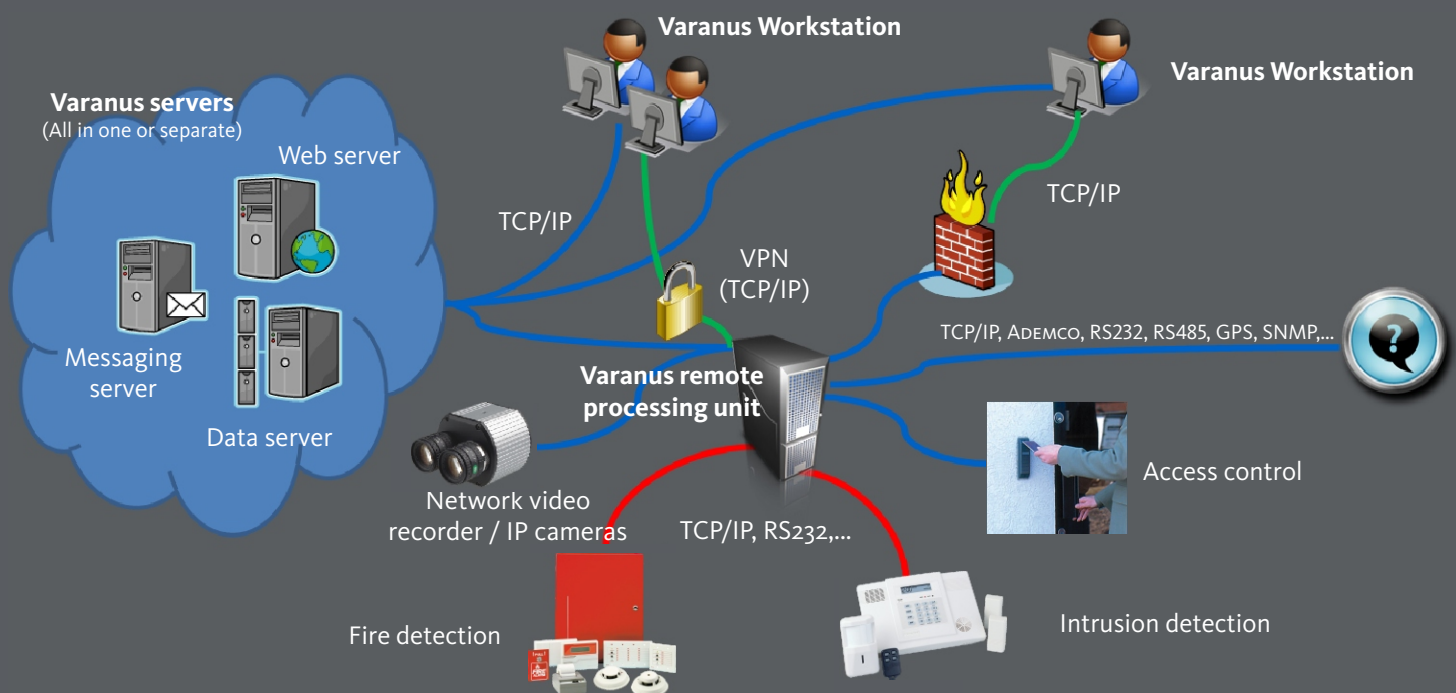 Varanus Workstation
Varanus Workstation
Varanus servers
(All in one or separate)
Web server
TCP/IP
TCP/IP
VPN
(TCP/IP)
Messaging
server
TCP/IP, ADEMCO, RS232, RS485, GPS, SNMP,...
?
Varanus remote
processing unit
Data server
Access control
Network video
recorder / IP cameras
TCP/IP, RS232,...
Fire detection
Intrusion detection